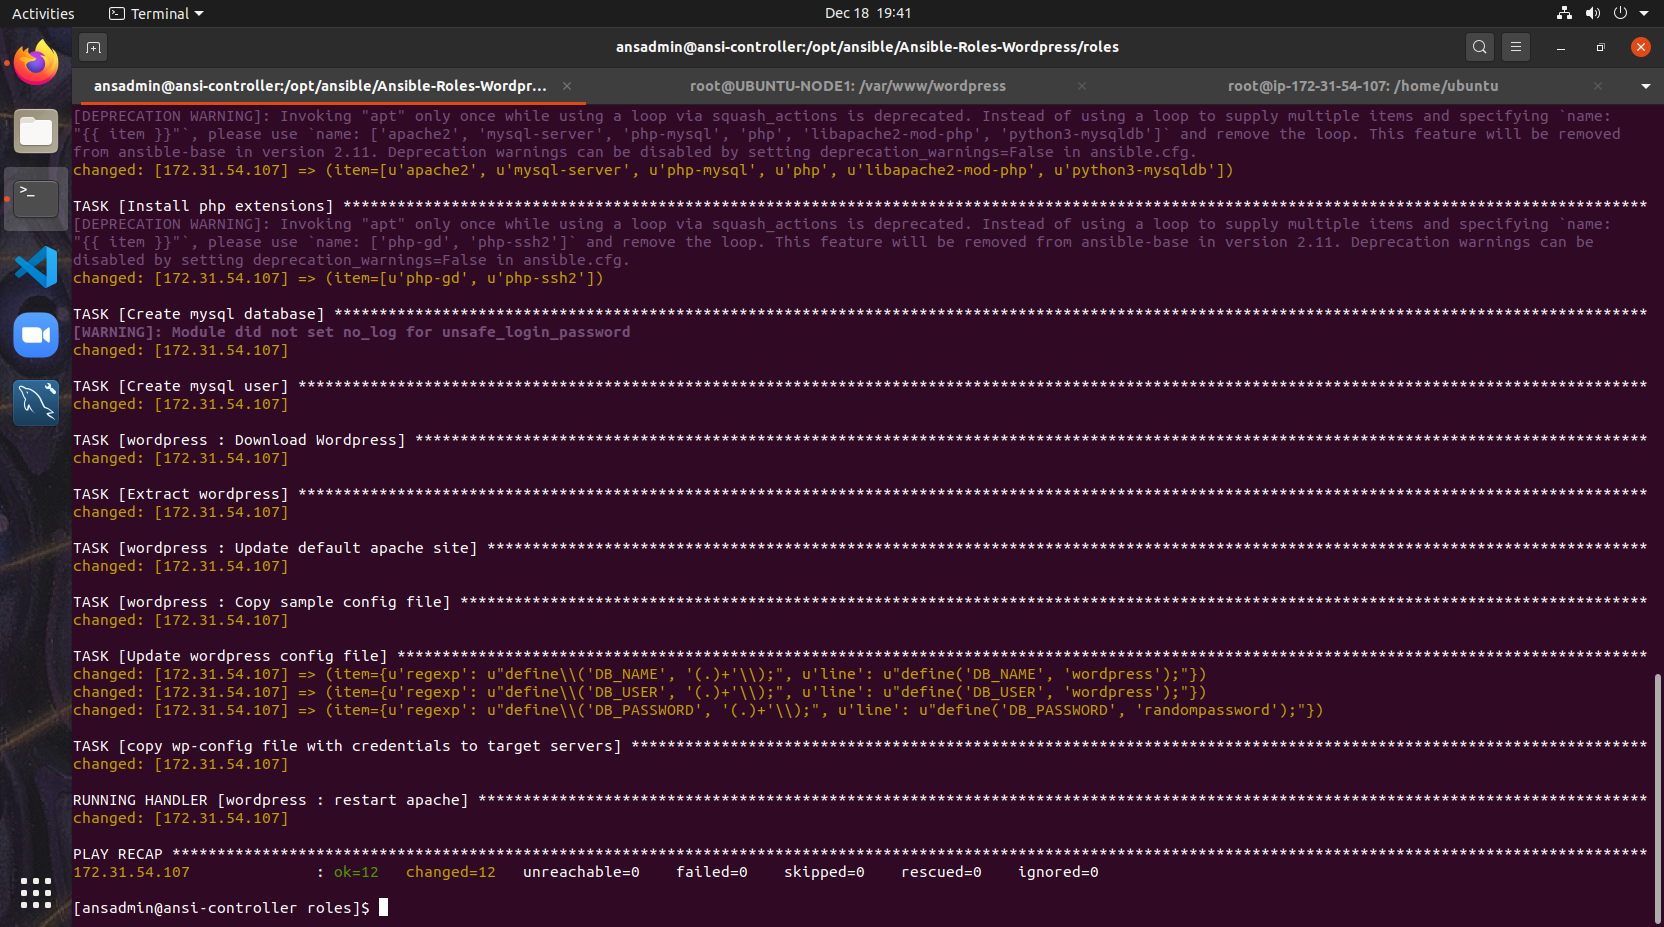 Activities Terminal Dec 18 19:41
ansadmin@ansi-controller:/opt/ansible/Ansible-Roles-Wordpress/roles
ansadmin@ansi-controller:/opt/ansible/Ansible-Roles-Wordpr... root@UBUNTU-NODE1: /var/www/wordpress root@ip-172-31-54-107: /home/ubuntu
[DEPRECATION WARNING]: Invoking "apt" only once while using a loop via squash_actions is deprecated. Instead of using a loop to supply multiple items and specifying `name:
"{{ item }}"`, please use `name: ['apache2', 'mysql-server', 'php-mysql', 'php', 'libapache2-mod-php', 'python3-mysqldb']` and remove the loop. This feature will be removed
from ansible-base in version 2.11. Deprecation warnings can be disabled by setting deprecation_warnings=False in ansible.cfg.
changed: [172.31.54.107] => (item=[u'apache2', u'mysql-server', u'php-mysql', u'php', u'libapache2-mod-php', u'python3-mysqldb'])
TASK [Install php extensions] ************************************************************************************************************************************************
[DEPRECATION WARNING]: Invoking "apt" only once while using a loop via squash_actions is deprecated. Instead of using a loop to supply multiple items and specifying `name:
"{{ item }}"`, please use `name: ['php-gd', 'php-ssh2']` and remove the loop. This feature will be removed from ansible-base in version 2.11. Deprecation warnings can be
disabled by setting deprecation_warnings=False in ansible.cfg.
changed: [172.31.54.107] => (item=[u'php-gd', u'php-ssh2'])
TASK [Create mysql database] *************************************************************************************************************************************************
[WARNING]: Module did not set no_log for unsafe_login_password
changed: [172.31.54.107]
TASK [Create mysql user] *****************************************************************************************************************************************************
changed: [172.31.54.107]
TASK [wordpress : Download Wordpress] ****************************************************************************************************************************************
changed: [172.31.54.107]
TASK [Extract wordpress] *****************************************************************************************************************************************************
changed: [172.31.54.107]
TASK [wordpress : Update default apache site] ********************************************************************************************************************************
changed: [172.31.54.107]
TASK [wordpress : Copy sample config file] ***********************************************************************************************************************************
changed: [172.31.54.107]
TASK [Update wordpress config file] ******************************************************************************************************************************************
changed: [172.31.54.107] => (item={u'regexp': u"define\\('DB_NAME', '(.)+'\\);", u'line': u"define('DB_NAME', 'wordpress');"})
changed: [172.31.54.107] => (item={u'regexp': u"define\\('DB_USER', '(.)+'\\);", u'line': u"define('DB_USER', 'wordpress');"})
changed: [172.31.54.107] => (item={u'regexp': u"define\\('DB_PASSWORD', '(.)+'\\);", u'line': u"define('DB_PASSWORD', 'randompassword');"})
TASK [copy wp-config file with credentials to target servers] ****************************************************************************************************************
changed: [172.31.54.107]
RUNNING HANDLER [wordpress : restart apache] *********************************************************************************************************************************
changed: [172.31.54.107]
PLAY RECAP *******************************************************************************************************************************************************************
172.31.54.107 : ok=12 changed=12 unreachable=0 failed=0 skipped=0 rescued=0 ignored=0
[ansadmin@ansi-controller roles]$